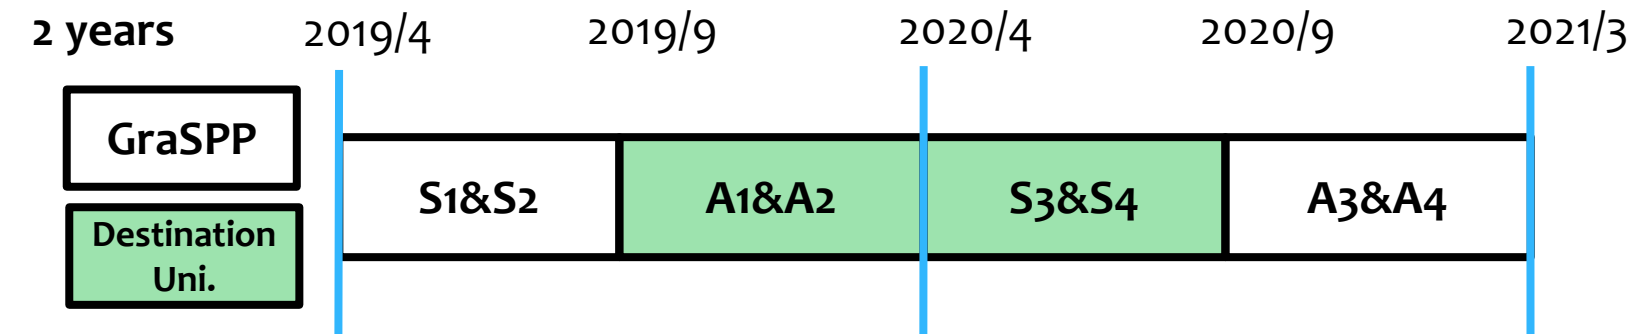 2 years 2019/4 2019/9 2020/4 2020/9 2021/3
GraSPP
S1&S2 A1&A2 S3&S4 A3&A4
Destination
Uni.